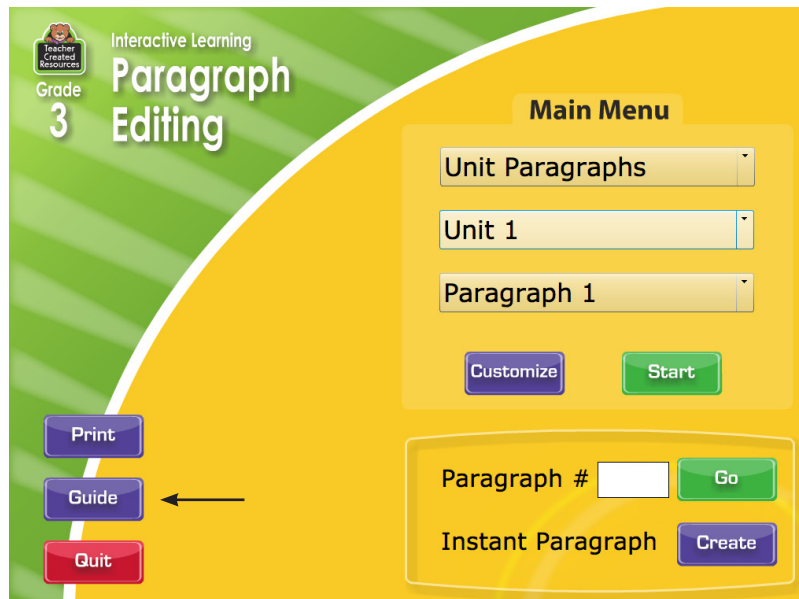 Teacher
Created
Resources
Grade
3
Interactive Learning
Paragraph
Editing
Main Menu
Unit Paragraphs
Unit 1
Paragraph 1
Customize
Start
Print
Guide
Quit
Paragraph #
Go
Instant Paragraph
Create